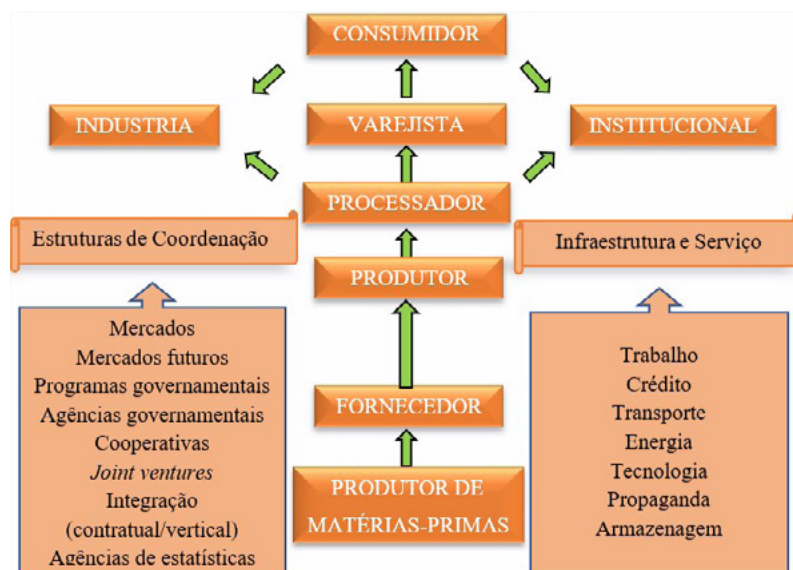 CONSUMIDOR
INDUSTRIA
VAREJISTA
INSTITUCIONAL
PROCESSADOR
Estruturas de Coordenação
Infraestrutura e Serviço
PRODUTOR
Mercados
Mercados futuros
Programas governamentais
Agências governamentais
Cooperativas
Joint ventures
Integração
(contratual/vertical)
Agências de estatísticas
FORNECEDOR
PRODUTOR DE
MATÉRIAS-PRIMAS
Trabalho
Crédito
Transporte
Energia
Tecnologia
Propaganda
Armazenagem